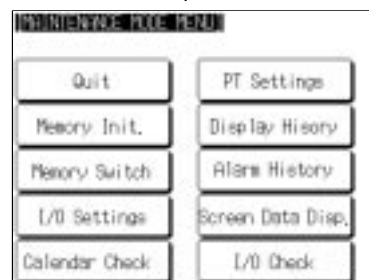 [MAINTENANCE MODE MENU]
Quit
PT Settings
Memory Init.
Display Hisory
Memory Switch
Alarm History
I/O Settings
Screen Data Disp.
Calendar Check
I/O Check